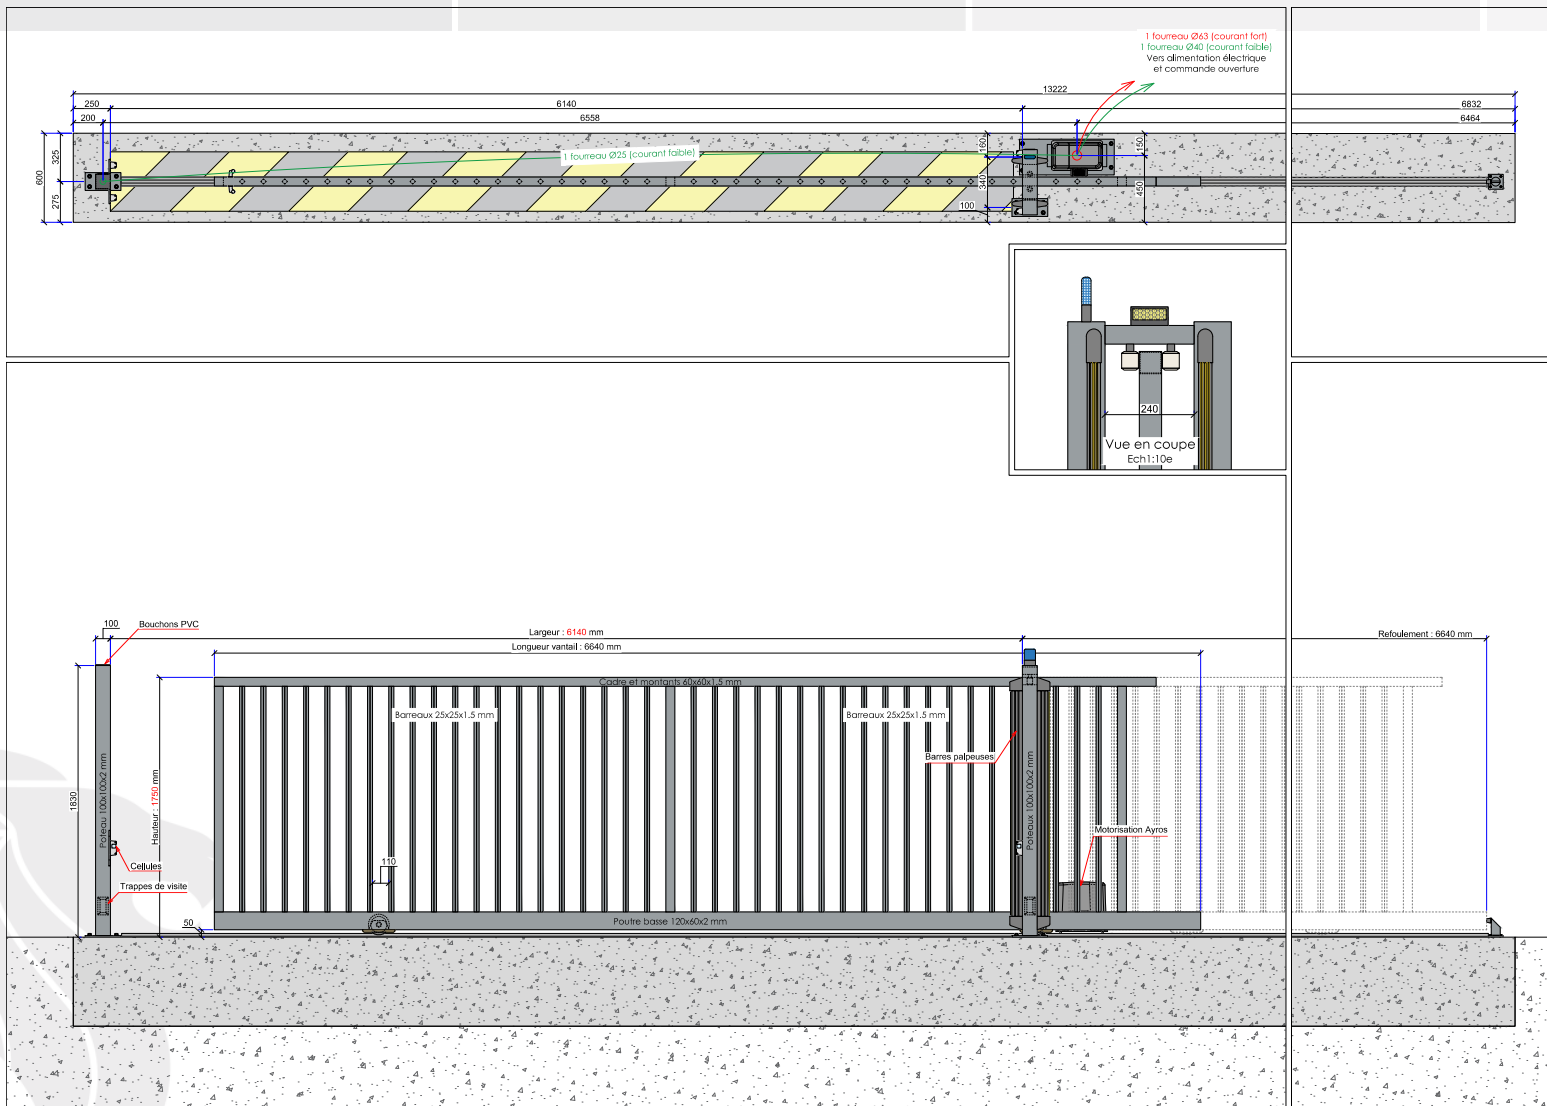 1 fourreau Ø63 (courant fort)
1 fourreau Ø40 (courant faible)
Vers alimentation électrique
et commande ouverture
13222
250
6140
6832
200
6558
6464
600
325
275
1 fourreau Ø25 (courant faible)
160
340
100
150
450
240
Vue en coupe
Ech1:10e
100
Bouchons PVC
Largeur : 6140 mm
Refoulement : 6640 mm
Longueur vantail : 6640 mm
Cadre et montants 60x60x1.5 mm
Barreaux 25x25x1.5 mm
Barreaux 25x25x1.5 mm
Barres palpeuses
1830
Poteau 100x100x2 mm
Hauteur : 1750 mm
Poteaux 100x100x2 mm
Motorisation Ayros
Cellules
110
Trappes de visite
50
Poutre basse 120x60x2 mm